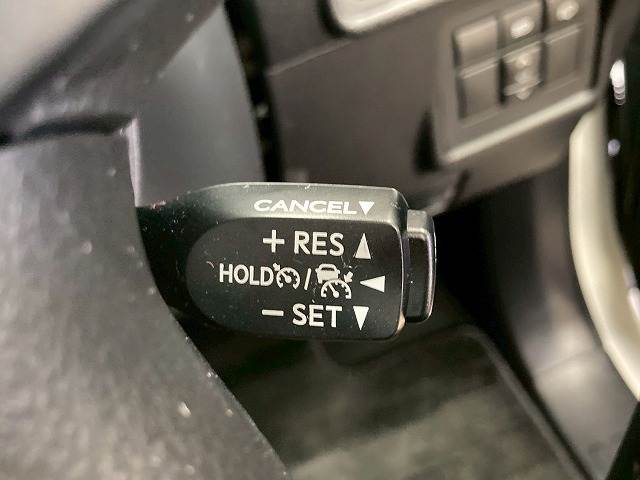 CANCEL▼
+ RES ▲
HOLD / ◀
− SET ▼